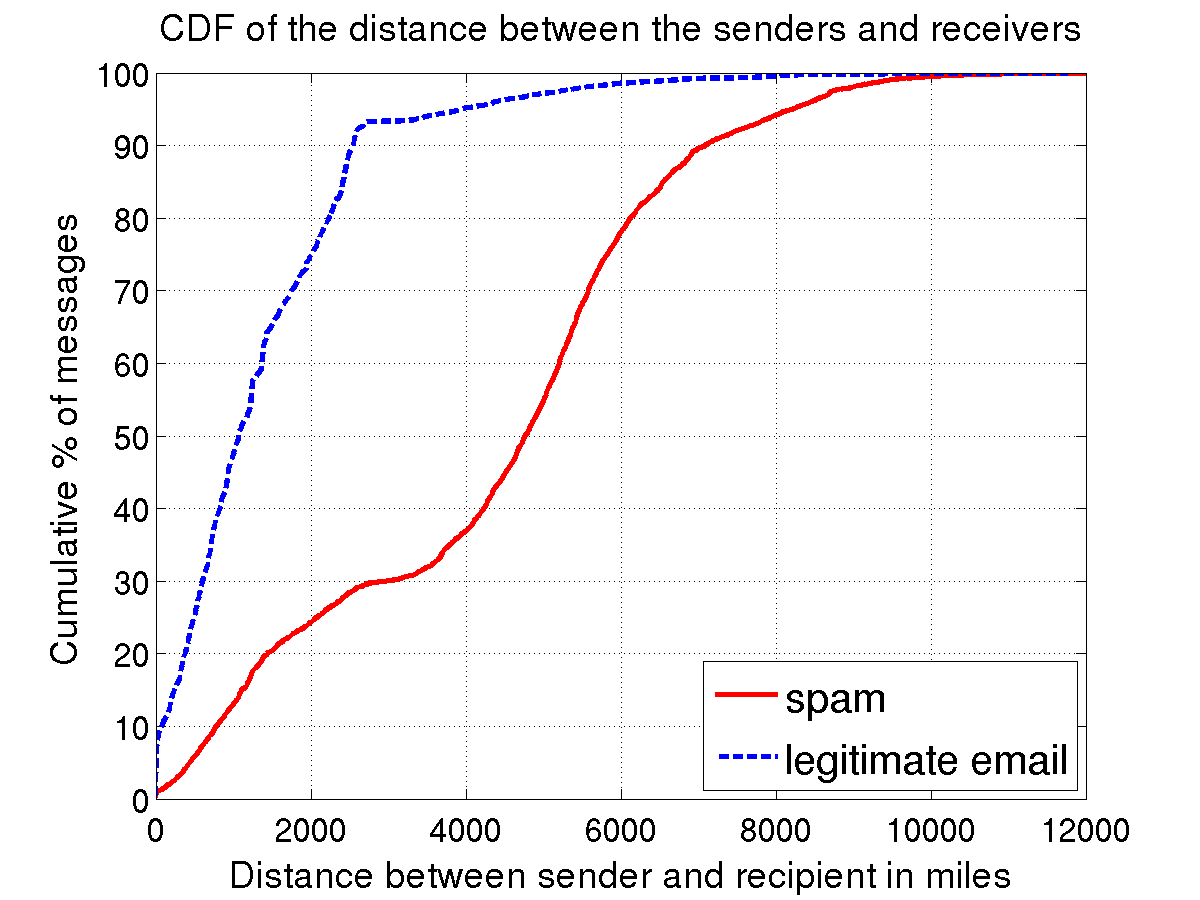 CDF of the distance between the senders and receivers
100
90
80
70
60
50
40
30
20
10
0
Cumulative % of messages
spam
legitimate email
0 2000 4000 6000 8000 10000 12000
Distance between sender and recipient in miles